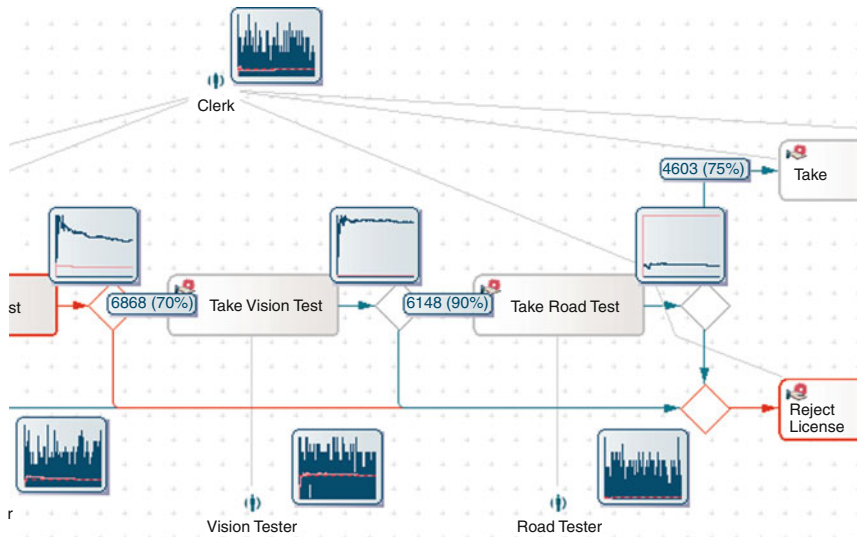 Clerk
4603 (75%)
Take
st
6868 (70%)
Take Vision Test
6148 (90%)
Take Road Test
Reject
License
r
Vision Tester
Road Tester